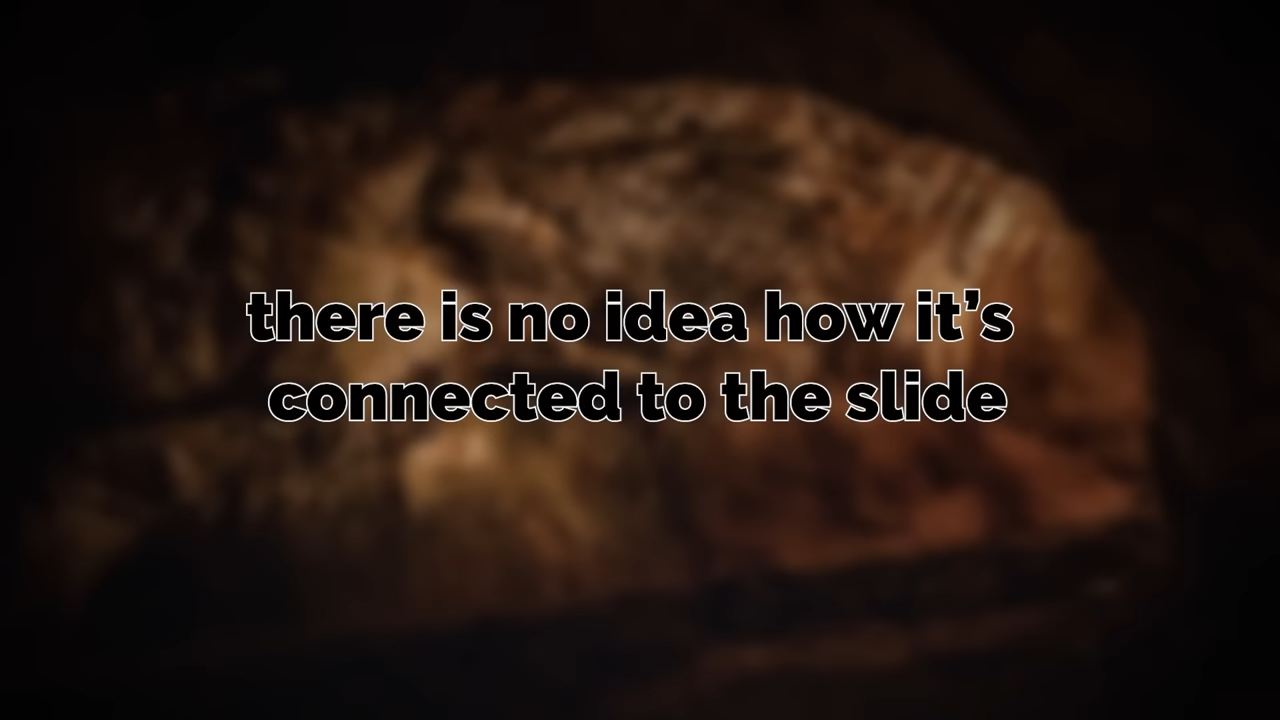 there is no idea how it’s
connected to the slide